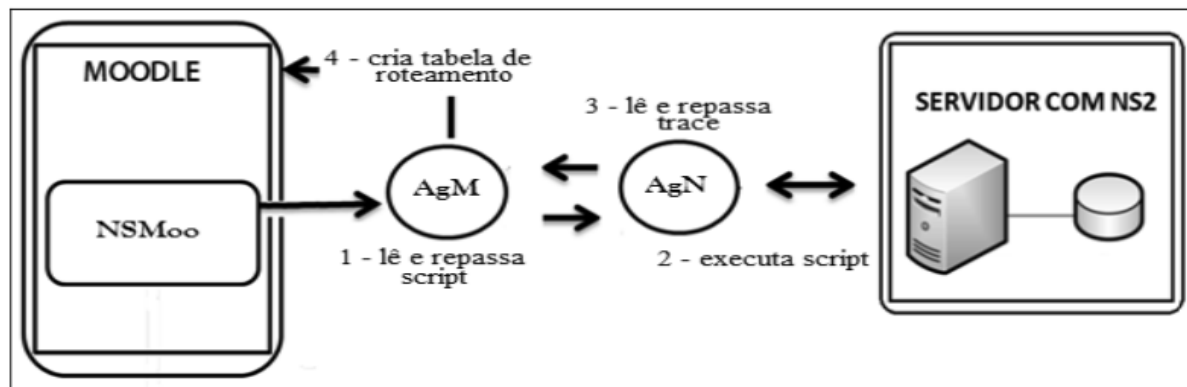 MOODLE
NSMoo
4 - cria tabela de
roteamento
AgM
1 - lê e repassa
script
3 - lê e repassa
trace
AgN
2 - executa script
SERVIDOR COM NS2